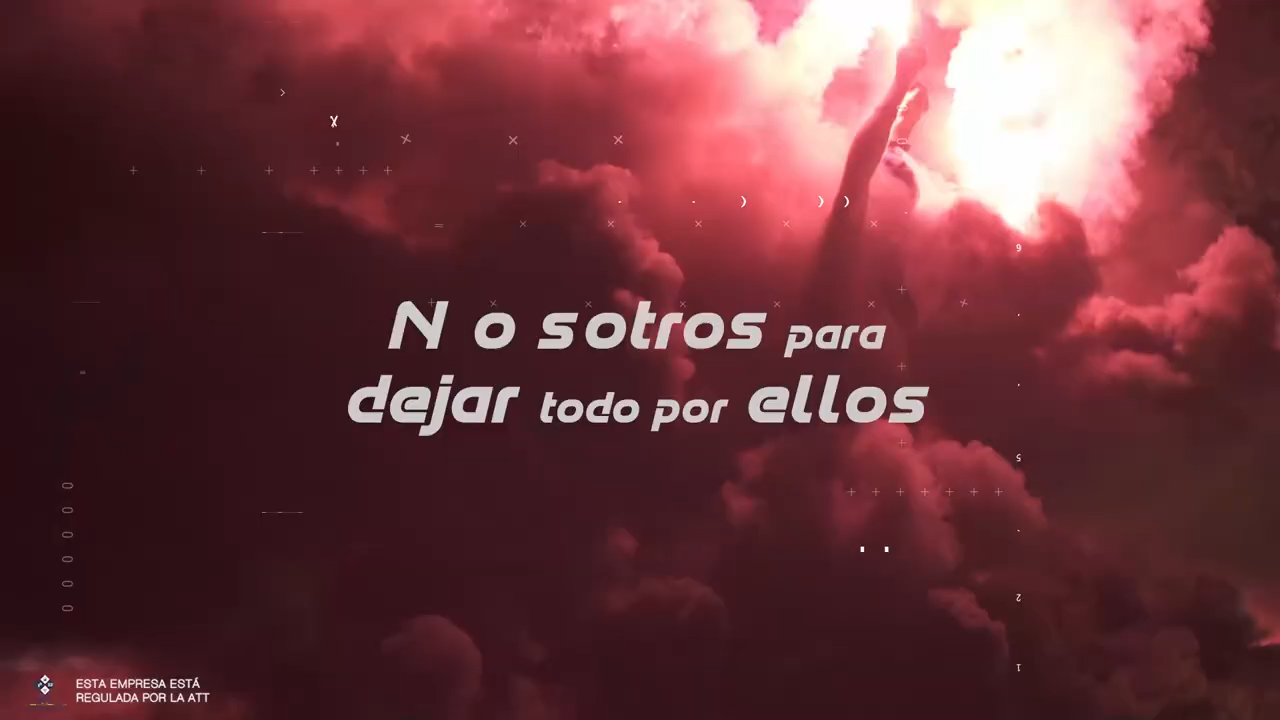 N o sotros para
dejar todo por ellos
ESTA EMPRESA ESTÁ
REGULADA POR LA ATT